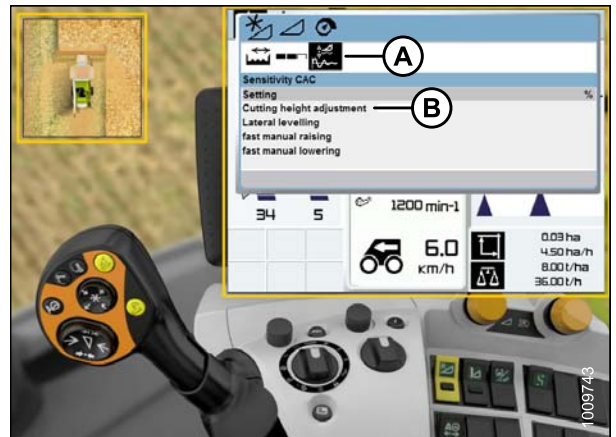 A
Sensitivity CAC
Setting %
Cutting height adjustment
B
Lateral levelling
fast manual raising
fast manual lowering
34 5
1200 min-1
6.0
km/h
0.03 ha
4.50 ha/h
8.00 t/ha
36.00 t/h
1009743